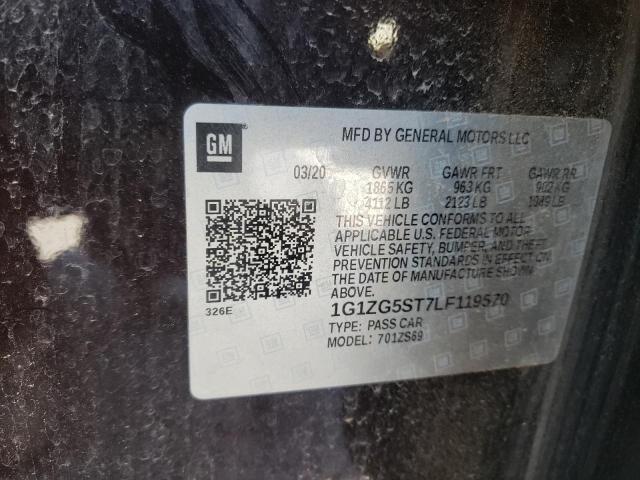 GM
MFD BY GENERAL MOTORS LLC
03/20 GVWR GAWR FRT GAWR RR
1865 KG 963 KG 902 KG
4112 LB 2123 LB 1989 LB
THIS VEHICLE CONFORMS TO ALL
APPLICABLE U.S. FEDERAL MOTOR
VEHICLE SAFETY, BUMPER, AND THEFT
PREVENTION STANDARDS IN EFFECT ON
THE DATE OF MANUFACTURE SHOWN
ABOVE.
1G1ZG5ST7LF119570
TYPE: PASS CAR
MODEL: 701ZS69
326E